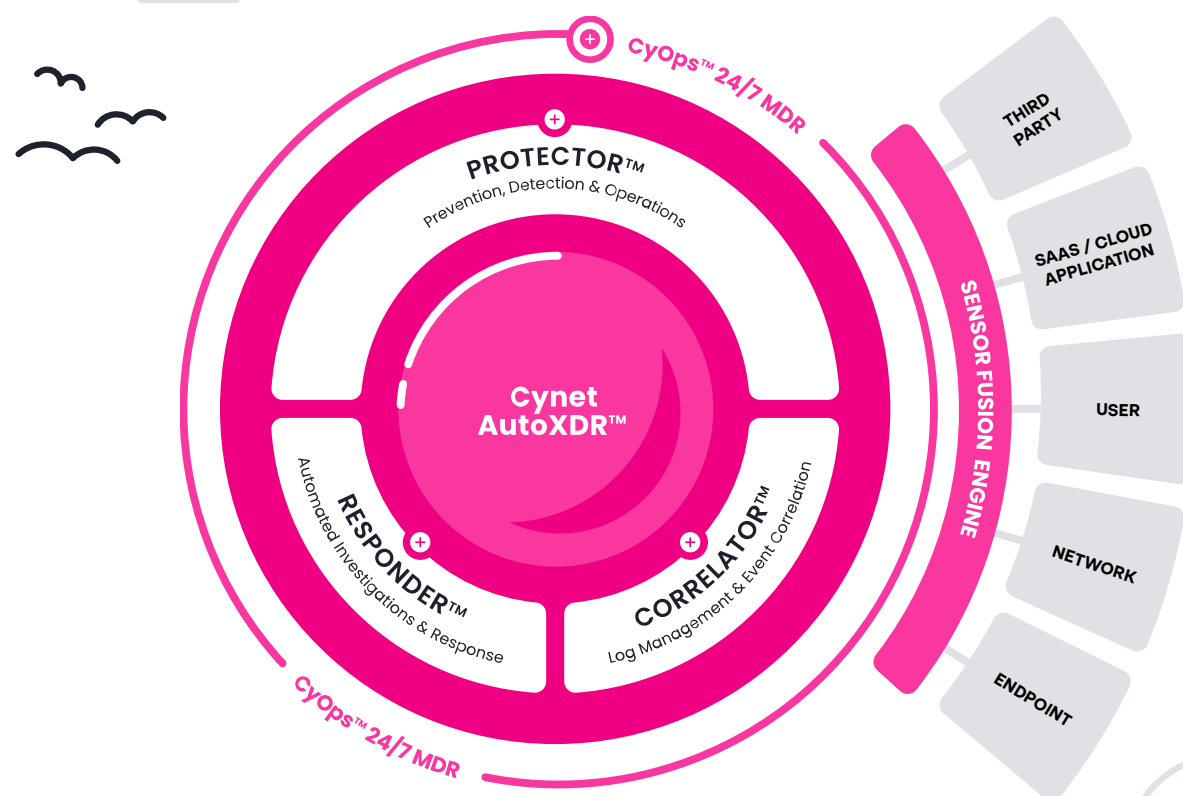 CyOps™ 24/7 MDR
PROTECTOR™
Prevention, Detection & Operations
Cynet
AutoXDR™
RESPONDER™
Automated Investigations & Response
CORRELATOR™
Log Management & Event Correlation
CyOps™ 24/7 MDR
SENSOR FUSION ENGINE
THIRD
PARTY
SAAS / CLOUD
APPLICATION
USER
NETWORK
ENDPOINT